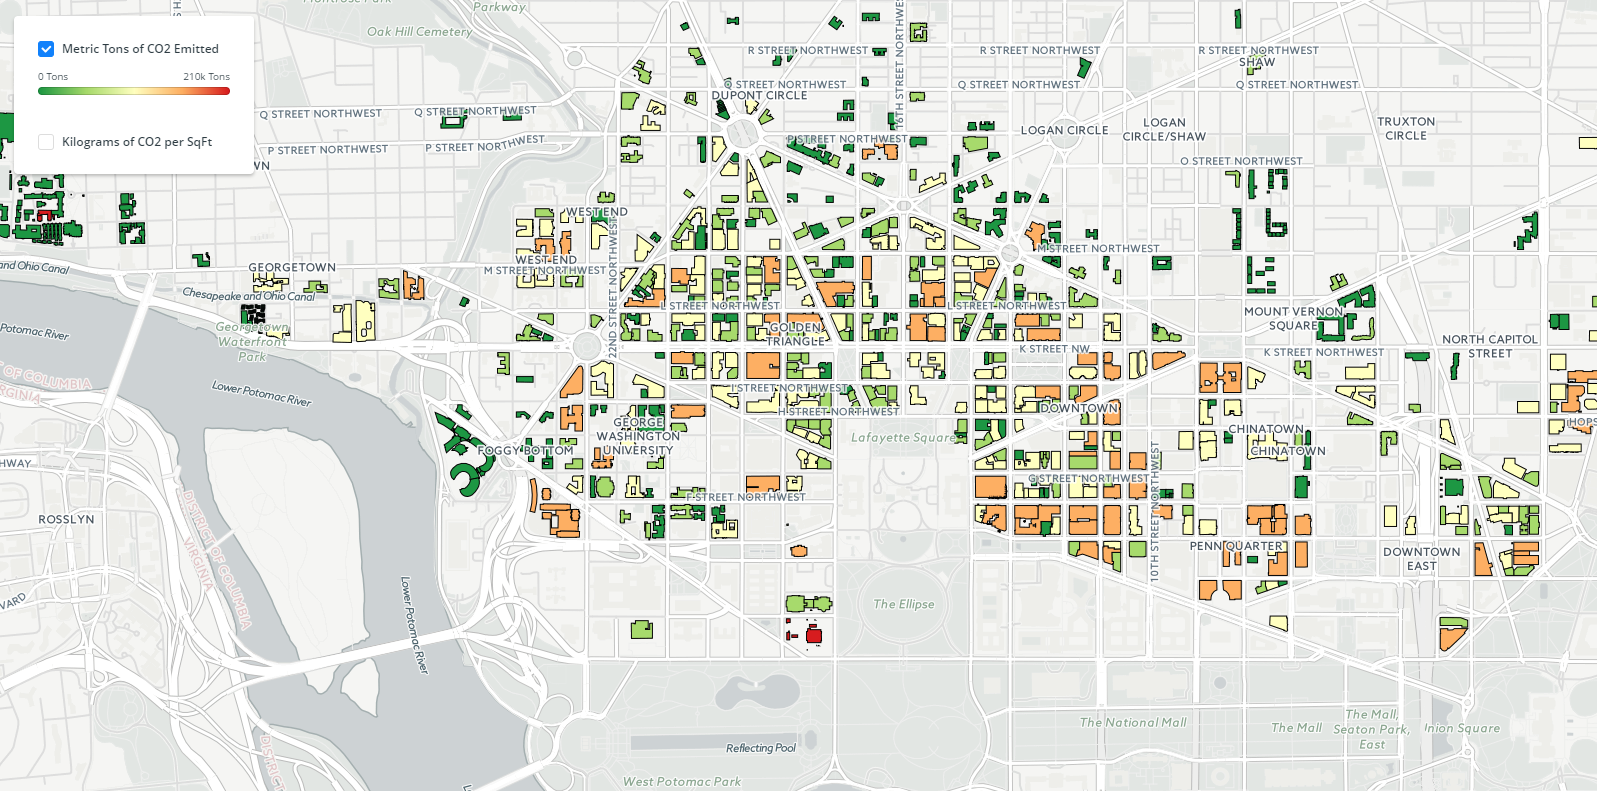 Metric Tons of CO2 Emitted
0 Tons
210k Tons
Kilograms of CO2 per SqFt
Montrose Park
Parkway
Oak Hill Cemetery
R STREET NORTHWEST
R STREET NORTHWEST
R STREET NORTHWEST
SHAW
16TH STREET NORTHWEST
Q STREET NORTHWEST
Q STREET NORTHWEST
Q STREET NORTHWEST
DUPONT CIRCLE
Q STREET NORTHWEST
Q STREET NORTHWEST
LOGAN CIRCLE
LOGAN
CIRCLE/SHAW
TRUXTON
CIRCLE
P STREET NORTHWEST
P STREET NORTHWEST
P STREET NORTHWEST
O STREET NORTHWEST
WN
WEST END
22ND STREET NORTHWEST
WEST END
M STREET NORTHWEST
M STREET NORTHWEST
and Ohio Canal
GEORGETOWN
Chesapeake and Ohio Canal
L STREET NORTHWEST
L STREET NORTHWEST
MOUNT VERNON
SQUARE
Potomac River
Georgetown
Waterfront
Park
GOLDEN
TRIANGLE
NORTH CAPITOL
STREET
K STREET NW
K STREET NORTHWEST
OF COLUMBIA
RGINIA
Lower Potomac River
I STREET NORTHWEST
H STREET NORTHWEST
DOWNTOWN
GEORGE
WASHINGTON
UNIVERSITY
Lafayette Square
CHINATOWN
CHINATOWN
HOPS
FOGGY BOTTOM
HWAY
G STREET NORTHWEST
10TH STREET NORTHWEST
F STREET NORTHWEST
ROSSLYN
DISTRICT OF COLUMBIA
VIRGINIA
PENN QUARTER
DOWNTOWN
EAST
VARD
Lower Potomac River
The Ellipse
The National Mall
The Mall
The Mall,
Seaton Park,
East
Inion Square
Reflecting Pool
DISTRICT
West Potomac Park